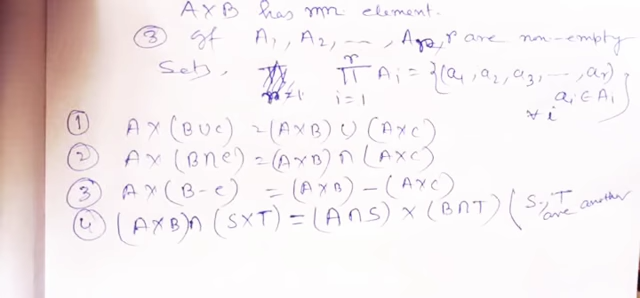 A×B has mn element.
③ If A₁, A₂, ---, Aᵣ, r are non-empty
Sets, r ∏ i=1 Aᵢ = {(a₁, a₂, a₃, ---, aᵣ)
aᵢ ∈ Aᵢ ∀ i}
① A×(B∪C) = (A×B) ∪ (A×C)
② A×(B∩C) = (A×B) ∩ (A×C)
③ A×(B-C) = (A×B) - (A×C)
④ (A×B)∩(S×T) = (A∩S) × (B∩T) (S, T
are another